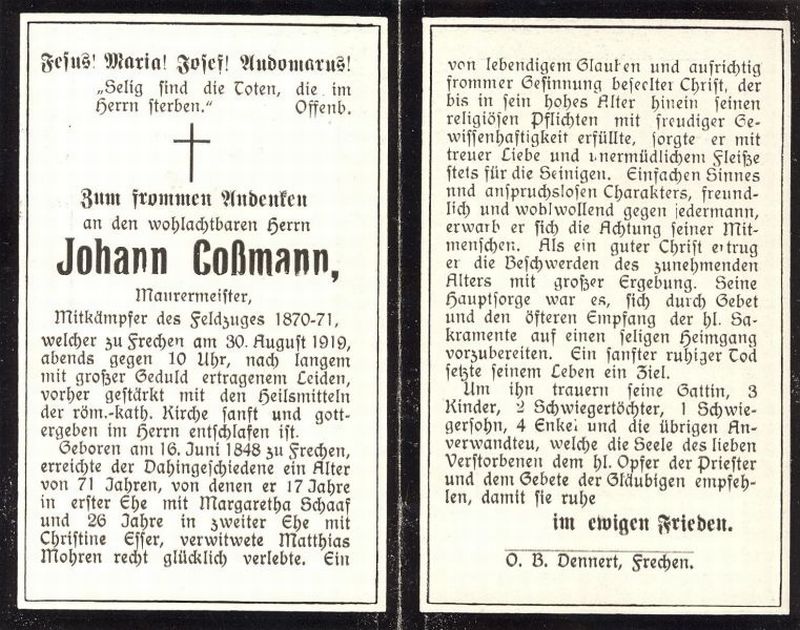 Jesus! Maria! Josef! Audomarus!
„Selig sind die Toten, die im
Herrn sterben.“ Offenb.
Zum frommen Andenken
an den wohlachtbaren Herrn
Johann Coßmann,
Maurermeister,
Mitkämpfer des Feldzuges 1870-71,
welcher zu Frechen am 30. August 1919,
abends gegen 10 Uhr, nach langem
mit großer Geduld ertragenem Leiden,
vorher gestärkt mit den Heilsmitteln
der röm.-kath. Kirche sanft und gott-
ergeben im Herrn entschlafen ist.
Geboren am 16. Juni 1848 zu Frechen,
erreichte der Dahingeschiedene ein Alter
von 71 Jahren, von denen er 17 Jahre
in erster Ehe mit Margaretha Schaaf
und 26 Jahre in zweiter Ehe mit
Christine Esser, verwitwete Matthias
Mohren recht glücklich verlebte. Ein
von lebendigem Glauben und aufrichtig
frommer Gesinnung beseelter Christ, der
bis in sein hohes Alter hinein seinen
religiösen Pflichten mit freudiger Ge-
wissenhaftigkeit erfüllte, sorgte er mit
treuer Liebe und unermüdlichem Fleiße
stets für die Seinigen. Einfachen Sinnes
und anspruchslosen Charakters, freund-
lich und wohlwollend gegen jedermann,
erwarb er sich die Achtung seiner Mit-
menschen. Als ein guter Christ ertrug
er die Beschwerden des zunehmenden
Alters mit großer Ergebung. Seine
Hauptsorge war es, sich durch Gebet
und den öfteren Empfang der hl. Sa-
kramente auf einen seligen Heimgang
vorzubereiten. Ein sanfter ruhiger Tod
setzte seinem Leben ein Ziel.
Um ihn trauern seine Gattin, 3
Kinder, 2 Schwiegertöchter, 1 Schwie-
gersohn, 4 Enkel und die übrigen An-
verwandteu, welche die Seele des lieben
Verstorbenen dem hl. Opfer der Priester
und dem Gebete der Gläubigen empfeh-
len, damit sie ruhe
im ewigen Frieden.
O. B. Dennert, Frechen.